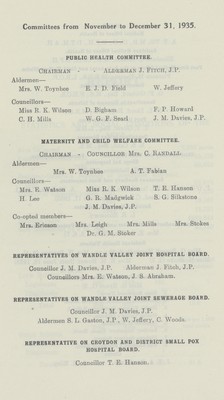 Committees from November to December 31, 1935.
PUBLIC HEALTH COMMITTEE.
CHAIRMAN - - ALDERMAN J. FITCH, J.P.
Aldermen—
Mrs. W. Toynbee E. J. D. Field W. Jeffery
Councillors—
Miss R. K. Wilson D. Bigham F. P. Howard
C. H. Mills W. G. F. Searl J. M. Davies, J.P.
MATERNITY AND CHILD WELFARE COMMITTEE.
CHAIRMAN - COUNCILLOR MRS. C. RANDALL.
Aldermen—
Mrs. W. Toynbee A. T. Fabian
Councillors—
Mrs. E. Watson Miss R. K. Wilson T. E. Hanson
H. Lee G. R. Madgwick R. G. Silkstone
J. M. Davies, J.P.
Co-opted members—
Mrs. Ericson Mrs. Leigh Mrs. Mills Mrs. Stokes
Dr. G. M. Stoker
REPRESENTATIVES ON WANDLE VALLEY JOINT HOSPITAL BOARD.
Councillor J. M. Davies, J.P. Alderman J. Fitch, J.P.
Councillors Mrs. E. Watson, J. S. Abraham.
REPRESENTATIVES ON WANDLE VALLEY JOINT SEWERAGE BOARD.
Councillor J. M. Davies, J.P.
Aldermen S. L. Gaston, J.P., W. Jeffery, C. Woods.
REPRESENTATIVE ON CROYDON AND DISTRICT SMALL POX
HOSPITAL BOARD.
Councillor T. E. Hanson.